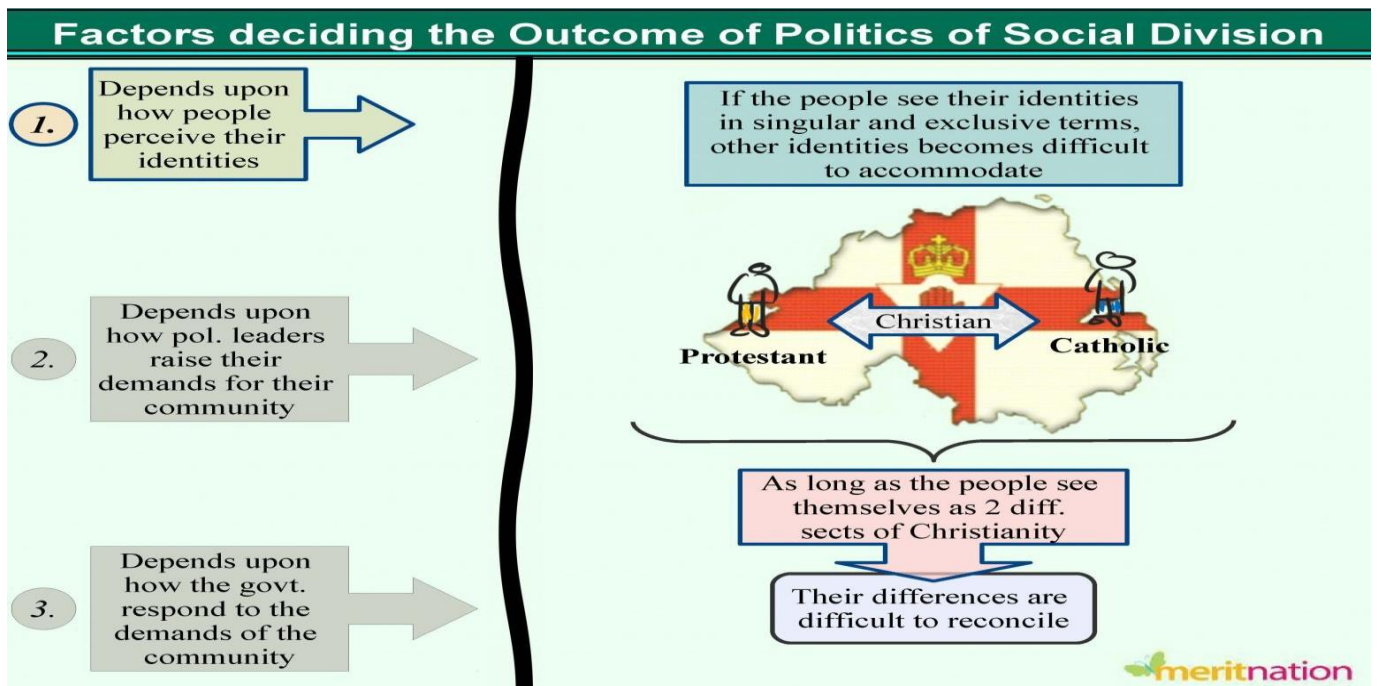 Factors deciding the Outcome of Politics of Social Division
1.
Depends upon
how people
perceive their
identities
2.
Depends upon
how pol. leaders
raise their
demands for their
community
3.
Depends upon
how the govt.
respond to the
demands of the
community
If the people see their identities
in singular and exclusive terms,
other identities becomes difficult
to accommodate
Christian
Protestant
Catholic
As long as the people see
themselves as 2 diff.
sects of Christianity
Their differences are
difficult to reconcile
meritnation